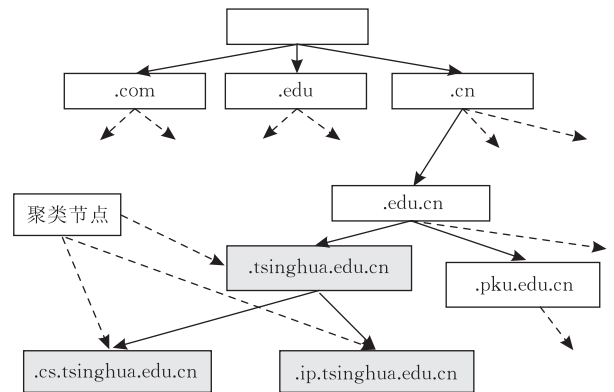 .com
.edu
.cn
.edu.cn
聚类节点
.tsinghua.edu.cn
.pku.edu.cn
.cs.tsinghua.edu.cn
.ip.tsinghua.edu.cn